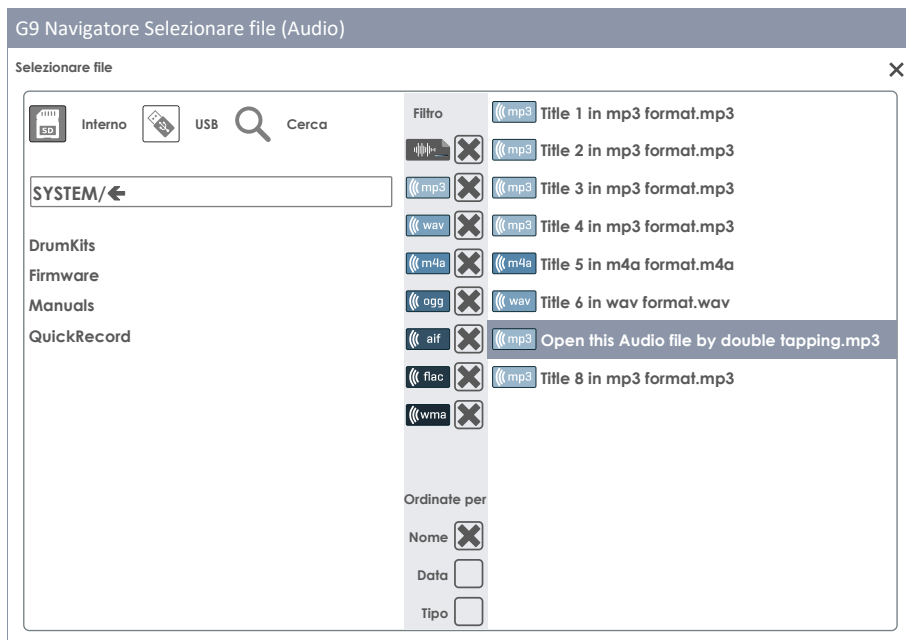 G9 Navigatore Selezionare file (Audio)
Selezionare file
SD Interno USB Cerca
SYSTEM/
DrumKits
Firmware
Manuals
QuickRecord
Filtro
mp3
wav
m4a
ogg
aif
flac
wma
Ordinate per
Nome
Data
Tipo
mp3 Title 1 in mp3 format.mp3
mp3 Title 2 in mp3 format.mp3
mp3 Title 3 in mp3 format.mp3
mp3 Title 4 in mp3 format.mp3
m4a Title 5 in m4a format.m4a
wav Title 6 in wav format.wav
mp3 Open this Audio file by double tapping.mp3
mp3 Title 8 in mp3 format.mp3